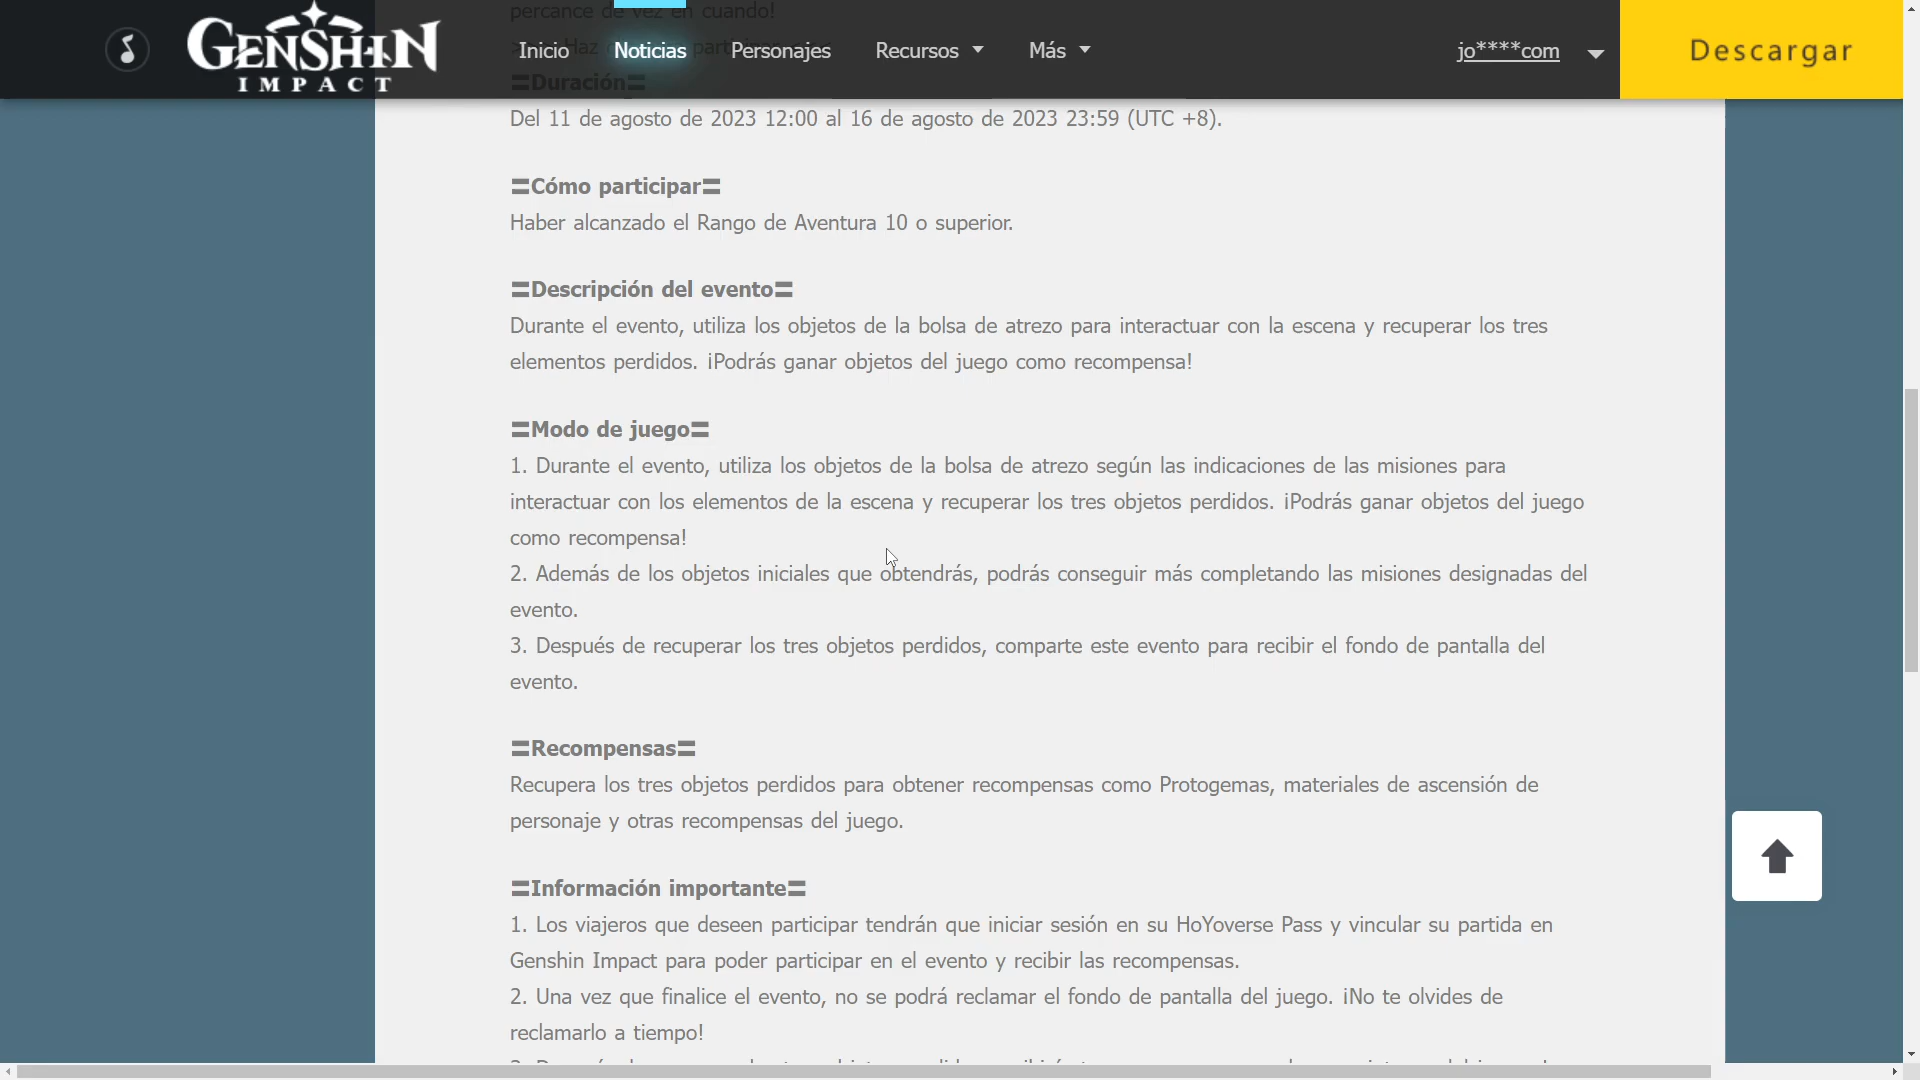 percance de vez en cuando!
GENSHIN
IMPACT
Inicio
Noticias
Personajes
Recursos
Más
jo****com
Descargar
〓Duración〓
Del 11 de agosto de 2023 12:00 al 16 de agosto de 2023 23:59 (UTC +8).
〓Cómo participar〓
Haber alcanzado el Rango de Aventura 10 o superior.
〓Descripción del evento〓
Durante el evento, utiliza los objetos de la bolsa de atrezo para interactuar con la escena y recuperar los tres
elementos perdidos. ¡Podrás ganar objetos del juego como recompensa!
〓Modo de juego〓
1. Durante el evento, utiliza los objetos de la bolsa de atrezo según las indicaciones de las misiones para
interactuar con los elementos de la escena y recuperar los tres objetos perdidos. ¡Podrás ganar objetos del juego
como recompensa!
2. Además de los objetos iniciales que obtendrás, podrás conseguir más completando las misiones designadas del
evento.
3. Después de recuperar los tres objetos perdidos, comparte este evento para recibir el fondo de pantalla del
evento.
〓Recompensas〓
Recupera los tres objetos perdidos para obtener recompensas como Protogemas, materiales de ascensión de
personaje y otras recompensas del juego.
〓Información importante〓
1. Los viajeros que deseen participar tendrán que iniciar sesión en su HoYoverse Pass y vincular su partida en
Genshin Impact para poder participar en el evento y recibir las recompensas.
2. Una vez que finalice el evento, no se podrá reclamar el fondo de pantalla del juego. ¡No te olvides de
reclamarlo a tiempo!